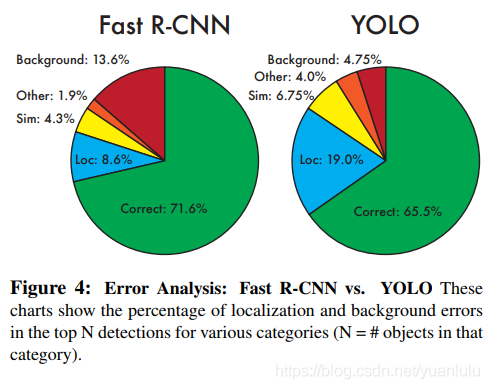 Fast R-CNN
YOLO
Background: 13.6%
Other: 1.9%
Sim: 4.3%
Loc: 8.6%
Correct: 71.6%
Background: 4.75%
Other: 4.0%
Sim: 6.75%
Loc: 19.0%
Correct: 65.5%
Figure 4: Error Analysis: Fast R-CNN vs. YOLO These
charts show the percentage of localization and background errors
in the top N detections for various categories (N = # objects in that
category).
https://blog.csdn.net/yuanlulu